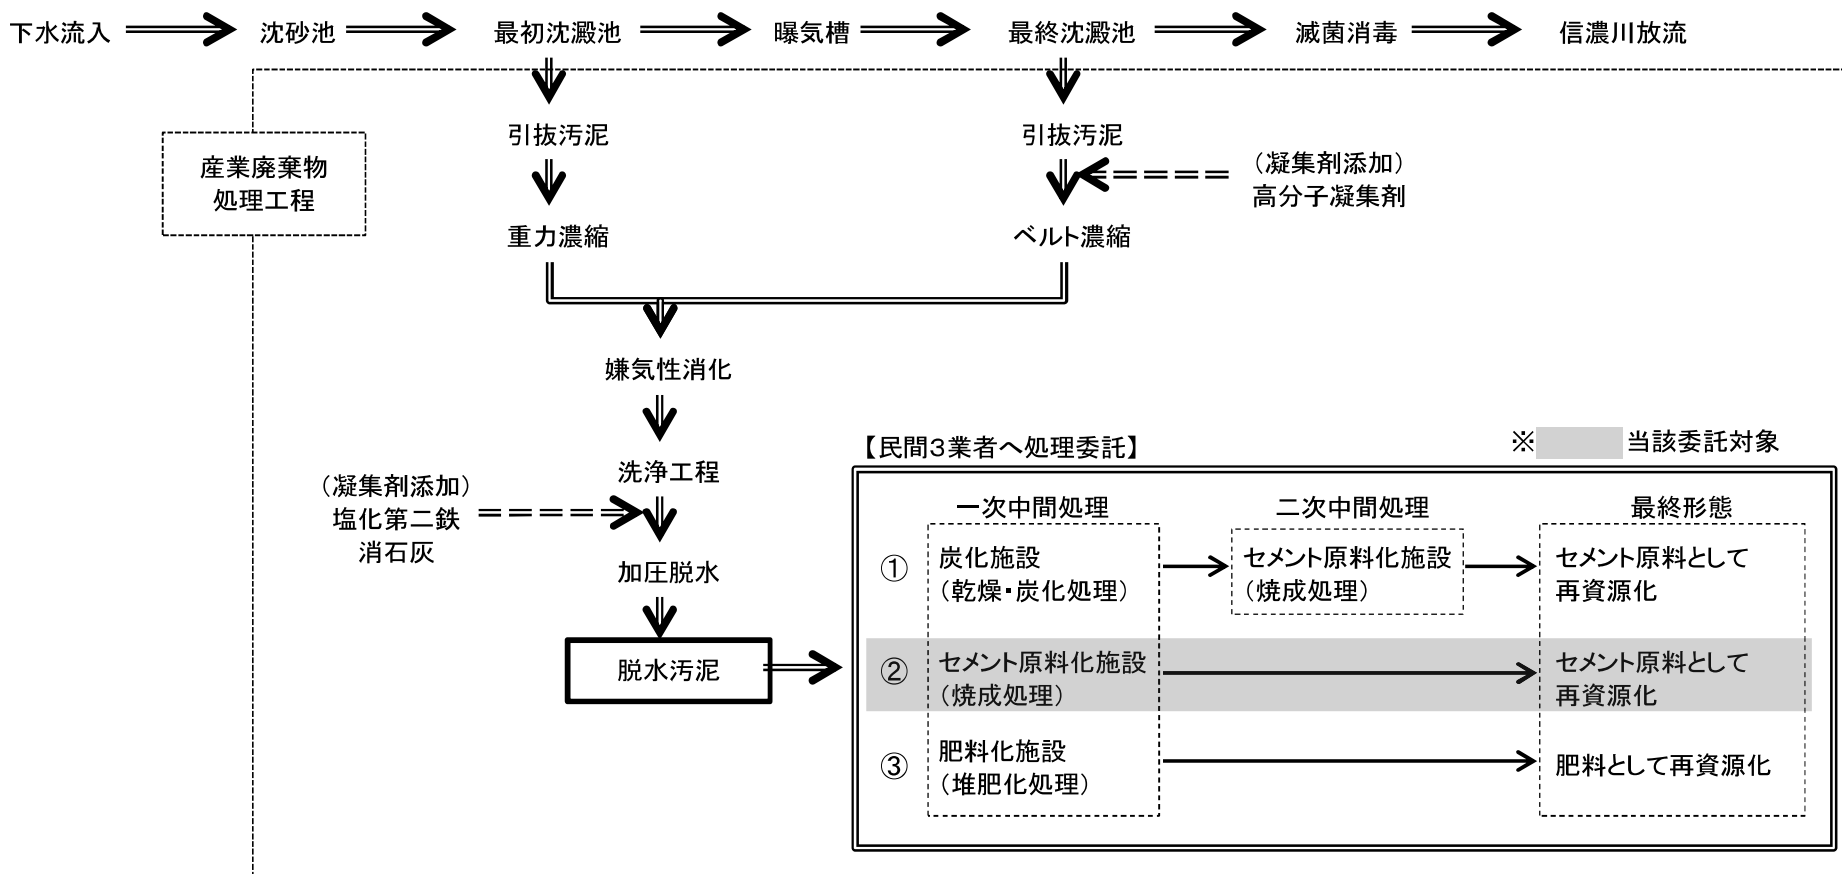 下水流入
沈砂池
最初沈澱池
曝気槽
最終沈澱池
滅菌消毒
信濃川放流
産業廃棄物
処理工程
引抜汚泥
引抜汚泥
(凝集剤添加)
高分子凝集剤
重力濃縮
ベルト濃縮
嫌気性消化
洗浄工程
(凝集剤添加)
塩化第二鉄
消石灰
加圧脱水
脱水汚泥
【民間3業者へ処理委託】
※ 当該委託対象
一次中間処理
二次中間処理
最終形態
①
炭化施設
(乾燥・炭化処理)
セメント原料化施設
(焼成処理)
セメント原料として
再資源化
②
セメント原料化施設
(焼成処理)
セメント原料として
再資源化
③
肥料化施設
(堆肥化処理)
肥料として再資源化